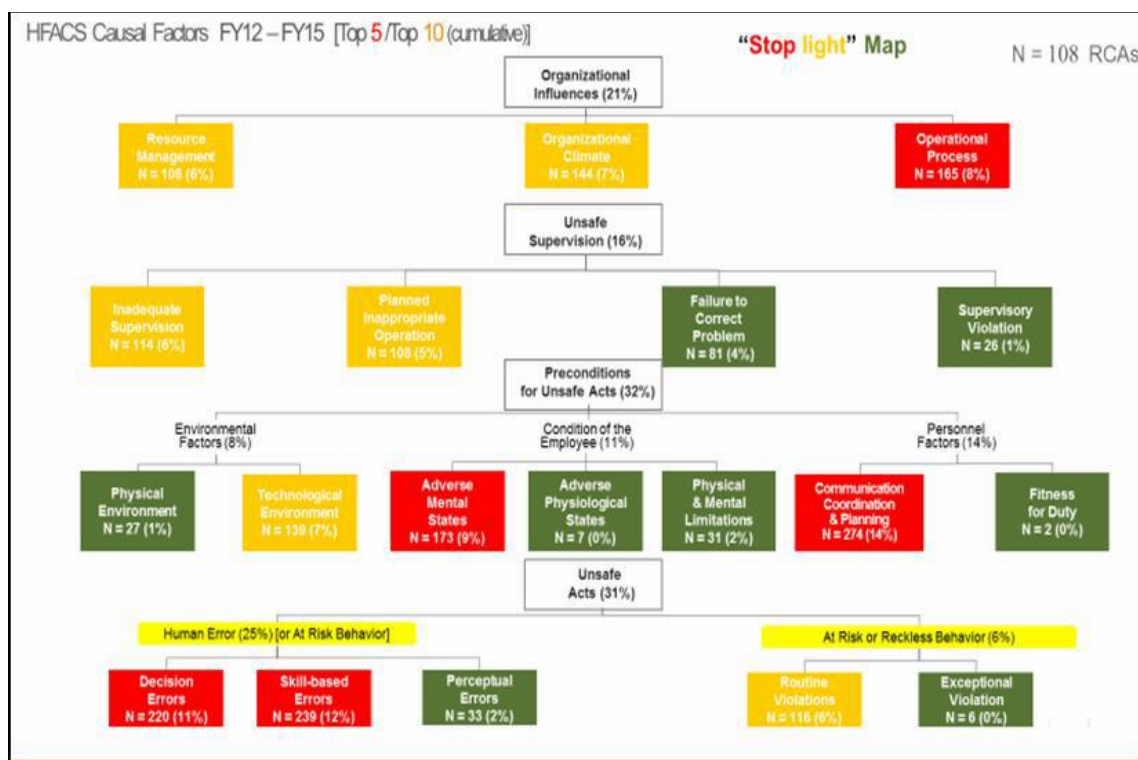 HFACS Causal Factors FY12 – FY15 [Top 5/Top 10 (cumulative)]
“Stop light” Map
N = 108 RCAs
Organizational
Influences (21%)
Resource
Management
N = 108 (6%)
Organizational
Climate
N = 144 (7%)
Operational
Process
N = 165 (8%)
Unsafe
Supervision (16%)
Inadequate
Supervision
N = 114 (6%)
Planned
Inappropriate
Operation
N = 108 (5%)
Failure to
Correct
Problem
N = 81 (4%)
Supervisory
Violation
N = 26 (1%)
Preconditions
for Unsafe Acts (32%)
Environmental
Factors (8%)
Condition of the
Employee (11%)
Personnel
Factors (14%)
Physical
Environment
N = 27 (1%)
Technological
Environment
N = 139 (7%)
Adverse
Mental
States
N = 173 (9%)
Adverse
Physiological
States
N = 7 (0%)
Physical
& Mental
Limitations
N = 31 (2%)
Communication
Coordination
& Planning
N = 274 (14%)
Fitness
for Duty
N = 2 (0%)
Unsafe
Acts (31%)
Human Error (25%) [or At Risk Behavior]
At Risk or Reckless Behavior (6%)
Decision
Errors
N = 220 (11%)
Skill-based
Errors
N = 239 (12%)
Perceptual
Errors
N = 33 (2%)
Routine
Violations
N = 116 (6%)
Exceptional
Violation
N = 6 (0%)